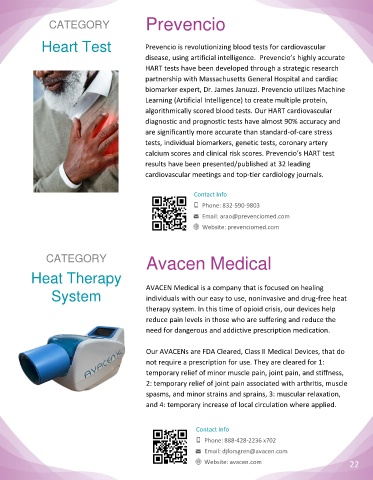 CATEGORY
Heart Test
Prevencio
Prevencio is revolutionizing blood tests for cardiovascular
disease, using artificial intelligence.  Prevencio's highly accurate
HART tests have been developed through a strategic research
partnership with Massachusetts General Hospital and cardiac
biomarker expert, Dr. James Januzzi. Prevencio utilizes Machine
Learning (Artificial Intelligence) to create multiple protein,
algorithmically scored blood tests. Our HART cardiovascular
diagnostic and prognostic tests have almost 90% accuracy and
are significantly more accurate than standard-of-care stress
tests, individual biomarkers, genetic tests, coronary artery
calcium scores and clinical risk scores. Prevencio's HART test
results have been presented/published at 32 leading
cardiovascular meetings and top-tier cardiology journals.
Contact Info
Phone: 832-590-9803
Email: arao@prevenciomed.com
Website: prevenciomed.com
CATEGORY
Heat Therapy
System
AVACEN
Avacen Medical
AVACEN Medical is a company that is focused on healing
individuals with our easy to use, noninvasive and drug-free heat
therapy system. In this time of opioid crisis, our devices help
reduce pain levels in those who are suffering and reduce the
need for dangerous and addictive prescription medication.
Our AVACENs are FDA Cleared, Class II Medical Devices, that do
not require a prescription for use. They are cleared for 1:
temporary relief of minor muscle pain, joint pain, and stiffness,
2: temporary relief of joint pain associated with arthritis, muscle
spasms, and minor strains and sprains, 3: muscular relaxation,
and 4: temporary increase of local circulation where applied.
Contact Info
Phone: 888-428-2236 x702
Email: djforsgren@avacen.com
Website: avacen.com
22